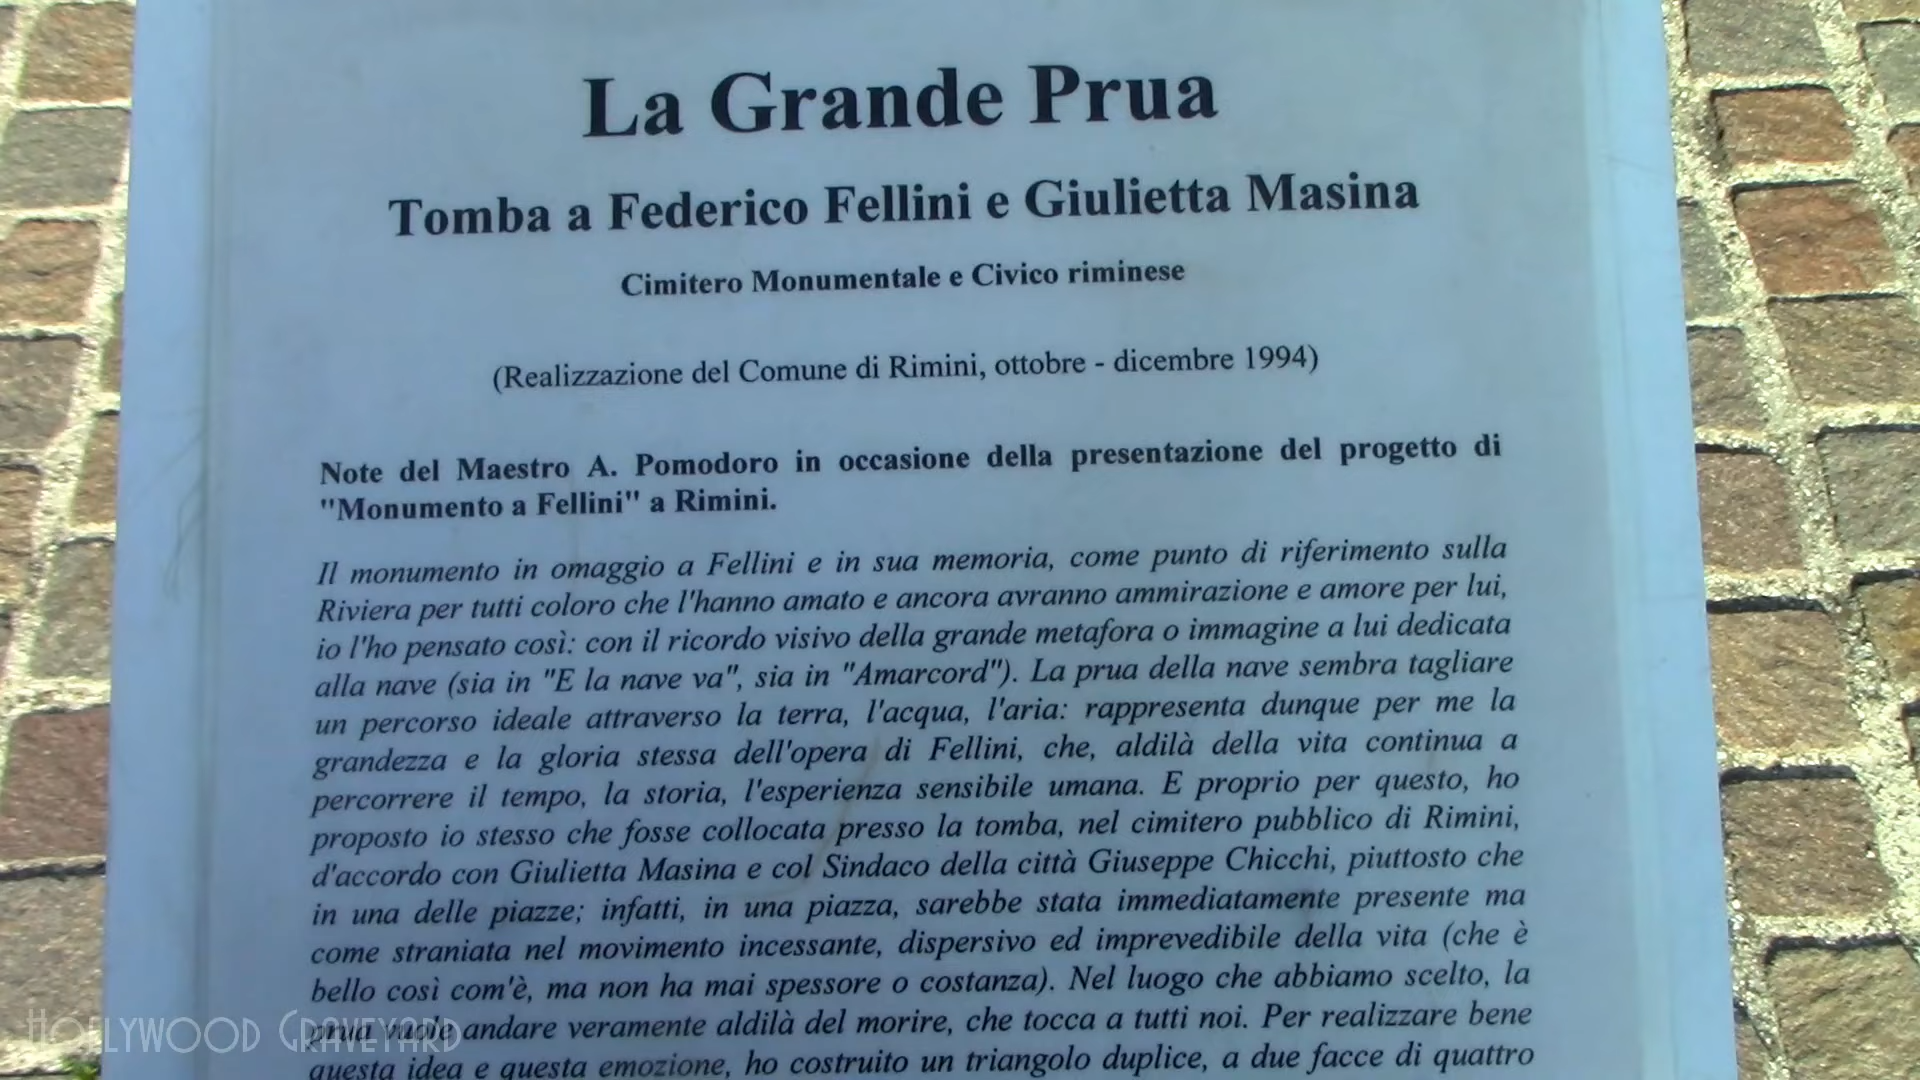 La Grande Prua
Tomba a Federico Fellini e Giulietta Masina
Cimitero Monumentale e Civico riminese
(Realizzazione del Comune di Rimini, ottobre - dicembre 1994)
Note del Maestro A. Pomodoro in occasione della presentazione del progetto di
"Monumento a Fellini" a Rimini.
Il monumento in omaggio a Fellini e in sua memoria, come punto di riferimento sulla
Riviera per tutti coloro che l'hanno amato e ancora avranno ammirazione e amore per lui,
io l'ho pensato così: con il ricordo visivo della grande metafora o immagine a lui dedicata
alla nave (sia in "E la nave va", sia in "Amarcord"). La prua della nave sembra tagliare
un percorso ideale attraverso la terra, l'acqua, l'aria: rappresenta dunque per me la
grandezza e la gloria stessa dell'opera di Fellini, che, aldilà della vita continua a
percorrere il tempo, la storia, l'esperienza sensibile umana. E proprio per questo, ho
proposto io stesso che fosse collocata presso la tomba, nel cimitero pubblico di Rimini,
d'accordo con Giulietta Masina e col Sindaco della città Giuseppe Chicchi, piuttosto che
in una delle piazze; infatti, in una piazza, sarebbe stata immediatamente presente ma
come straniata nel movimento incessante, dispersivo ed imprevedibile della vita (che è
bello così com'è, ma non ha mai spessore o costanza). Nel luogo che abbiamo scelto, la
prua vuole andare veramente aldilà del morire, che tocca a tutti noi. Per realizzare bene
questa idea e questa emozione, ho costruito un triangolo duplice, a due facce di quattro
Hollywood Graveyard